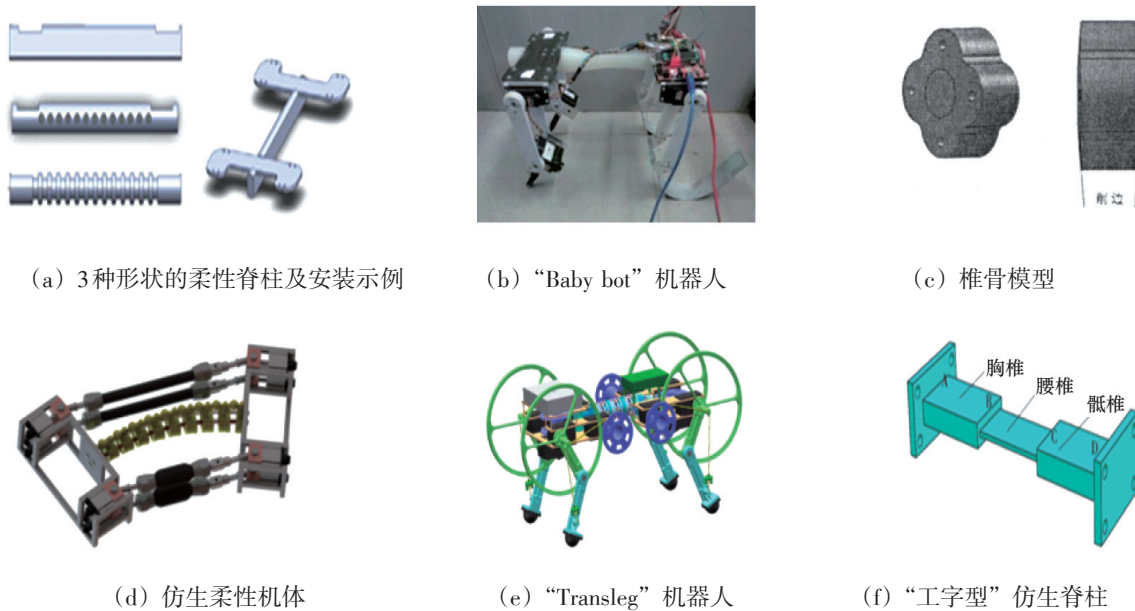 削边
(a) 3种形状的柔性脊柱及安装示例
(b) “Baby bot” 机器人
(c) 椎骨模型
胸椎
腰椎
骶椎
A
B
C
D
(d) 仿生柔性机体
(e) “Transleg” 机器人
(f) “工字型” 仿生脊柱